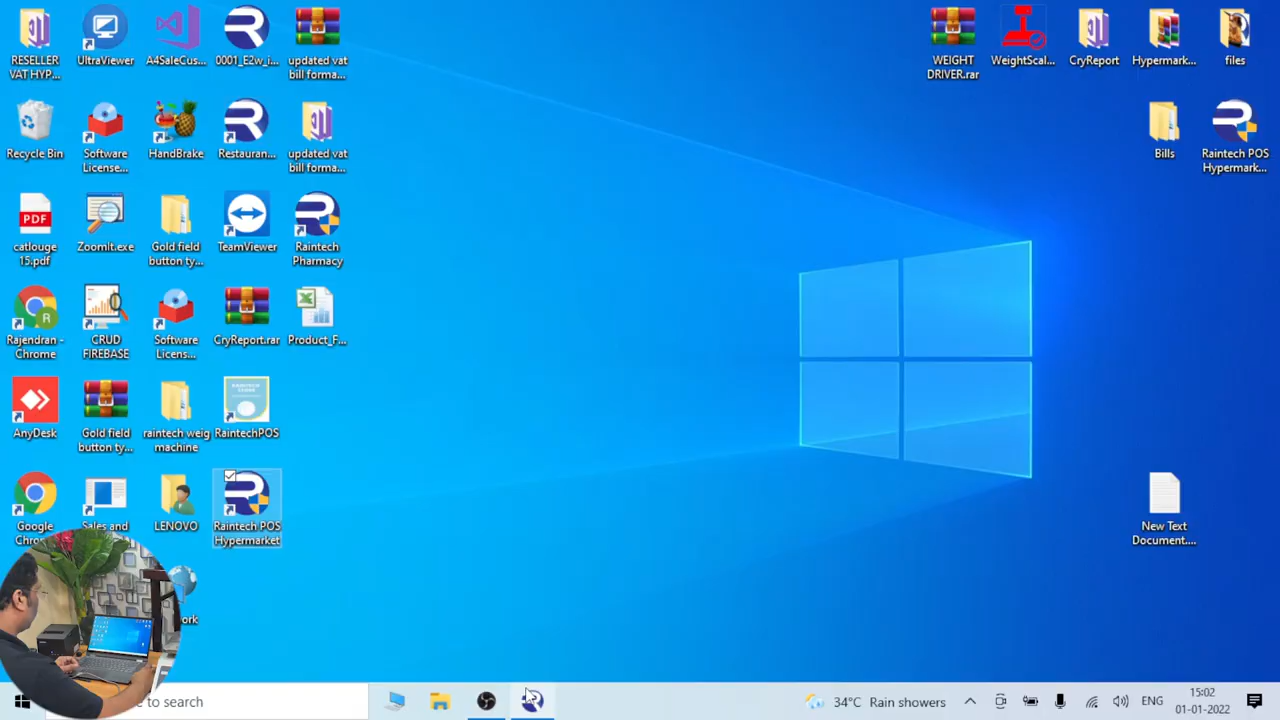 RESELLER
VAT HYP...
UltraViewer
A4SaleCus...
0001_E2w_i...
updated vat
bill forma...
WEIGHT
DRIVER.rar
WeightScal...
CryReport
Hypermark...
files
Recycle Bin
Software
License...
HandBrake
Restauran...
updated vat
bill forma...
Bills
Raintech POS
Hypermark...
PDF
catlouge
15.pdf
ZoomIt.exe
Gold field
button ty...
TeamViewer
Raintech
Pharmacy
Rajendran -
Chrome
CRUD
FIREBASE
Software
Licens...
CryReport.rar
Product_F...
AnyDesk
Gold field
button ty...
raintech weig
machine
RaintechPOS
Google
Chro
Sales and
LENOVO
Raintech POS
Hypermarket
New Text
Document....
ork
e to search
34°C Rain showers
ENG
15:02
01-01-2022